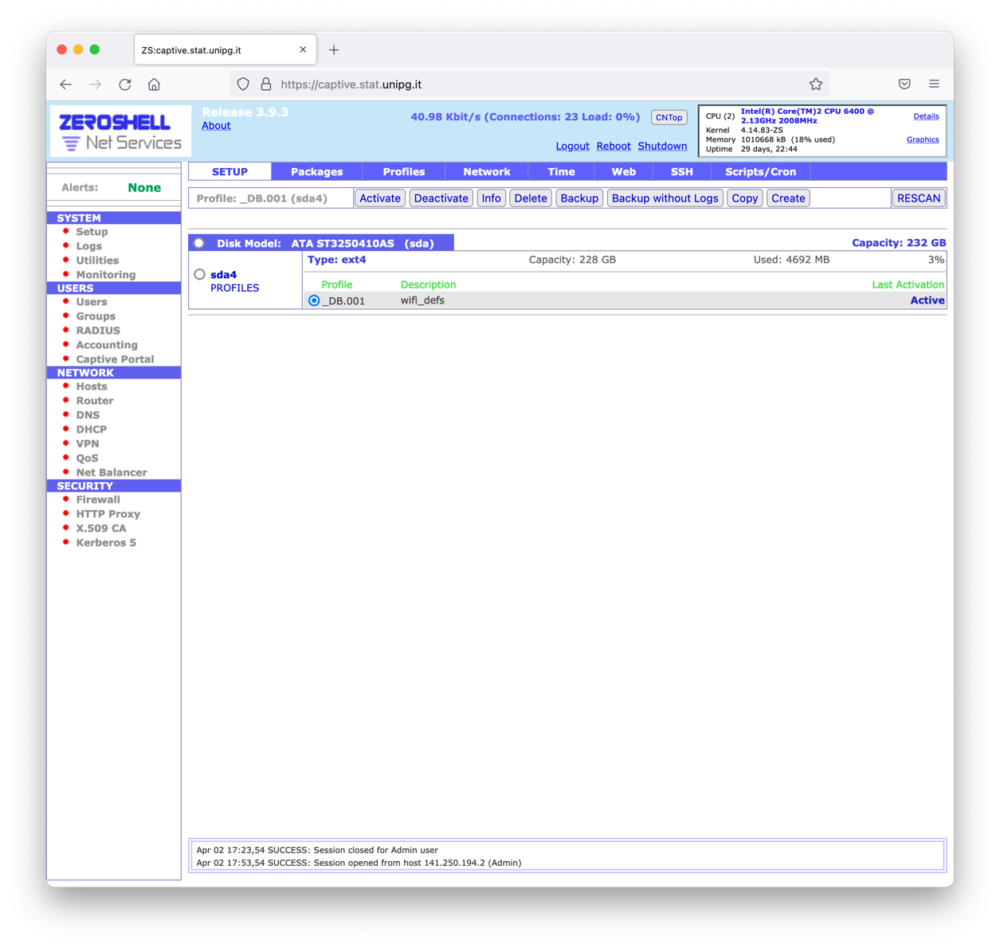 ZS:captive.stat.unipg.it
https://captive.stat.unipg.it
ZEROSHELL
Net Services
Release 3.9.3
About
40.98 Kbit/s (Connections: 23 Load: 0%)
CNTop
Logout Reboot Shutdown
CPU (2) Intel(R) Core(TM)2 CPU 6400 @ 2.13GHz 2008MHz Details
Kernel 4.14.83-ZS
Memory 1010668 kB (18% used) Graphics
Uptime 29 days, 22:44
Alerts: None
SYSTEM
Setup
Logs
Utilities
Monitoring
USERS
Users
Groups
RADIUS
Accounting
Captive Portal
NETWORK
Hosts
Router
DNS
DHCP
VPN
QoS
Net Balancer
SECURITY
Firewall
HTTP Proxy
X.509 CA
Kerberos 5
SETUP Packages Profiles Network Time Web SSH Scripts/Cron
Profile: _DB.001 (sda4) Activate Deactivate Info Delete Backup Backup without Logs Copy Create RESCAN
Disk Model: ATA ST3250410AS (sda) Capacity: 232 GB
sda4
PROFILES
Type: ext4 Capacity: 228 GB Used: 4692 MB 3%
Profile Description Last Activation
_DB.001 wifi_defs Active
Apr 02 17:23,54 SUCCESS: Session closed for Admin user
Apr 02 17:53,54 SUCCESS: Session opened from host 141.250.194.2 (Admin)